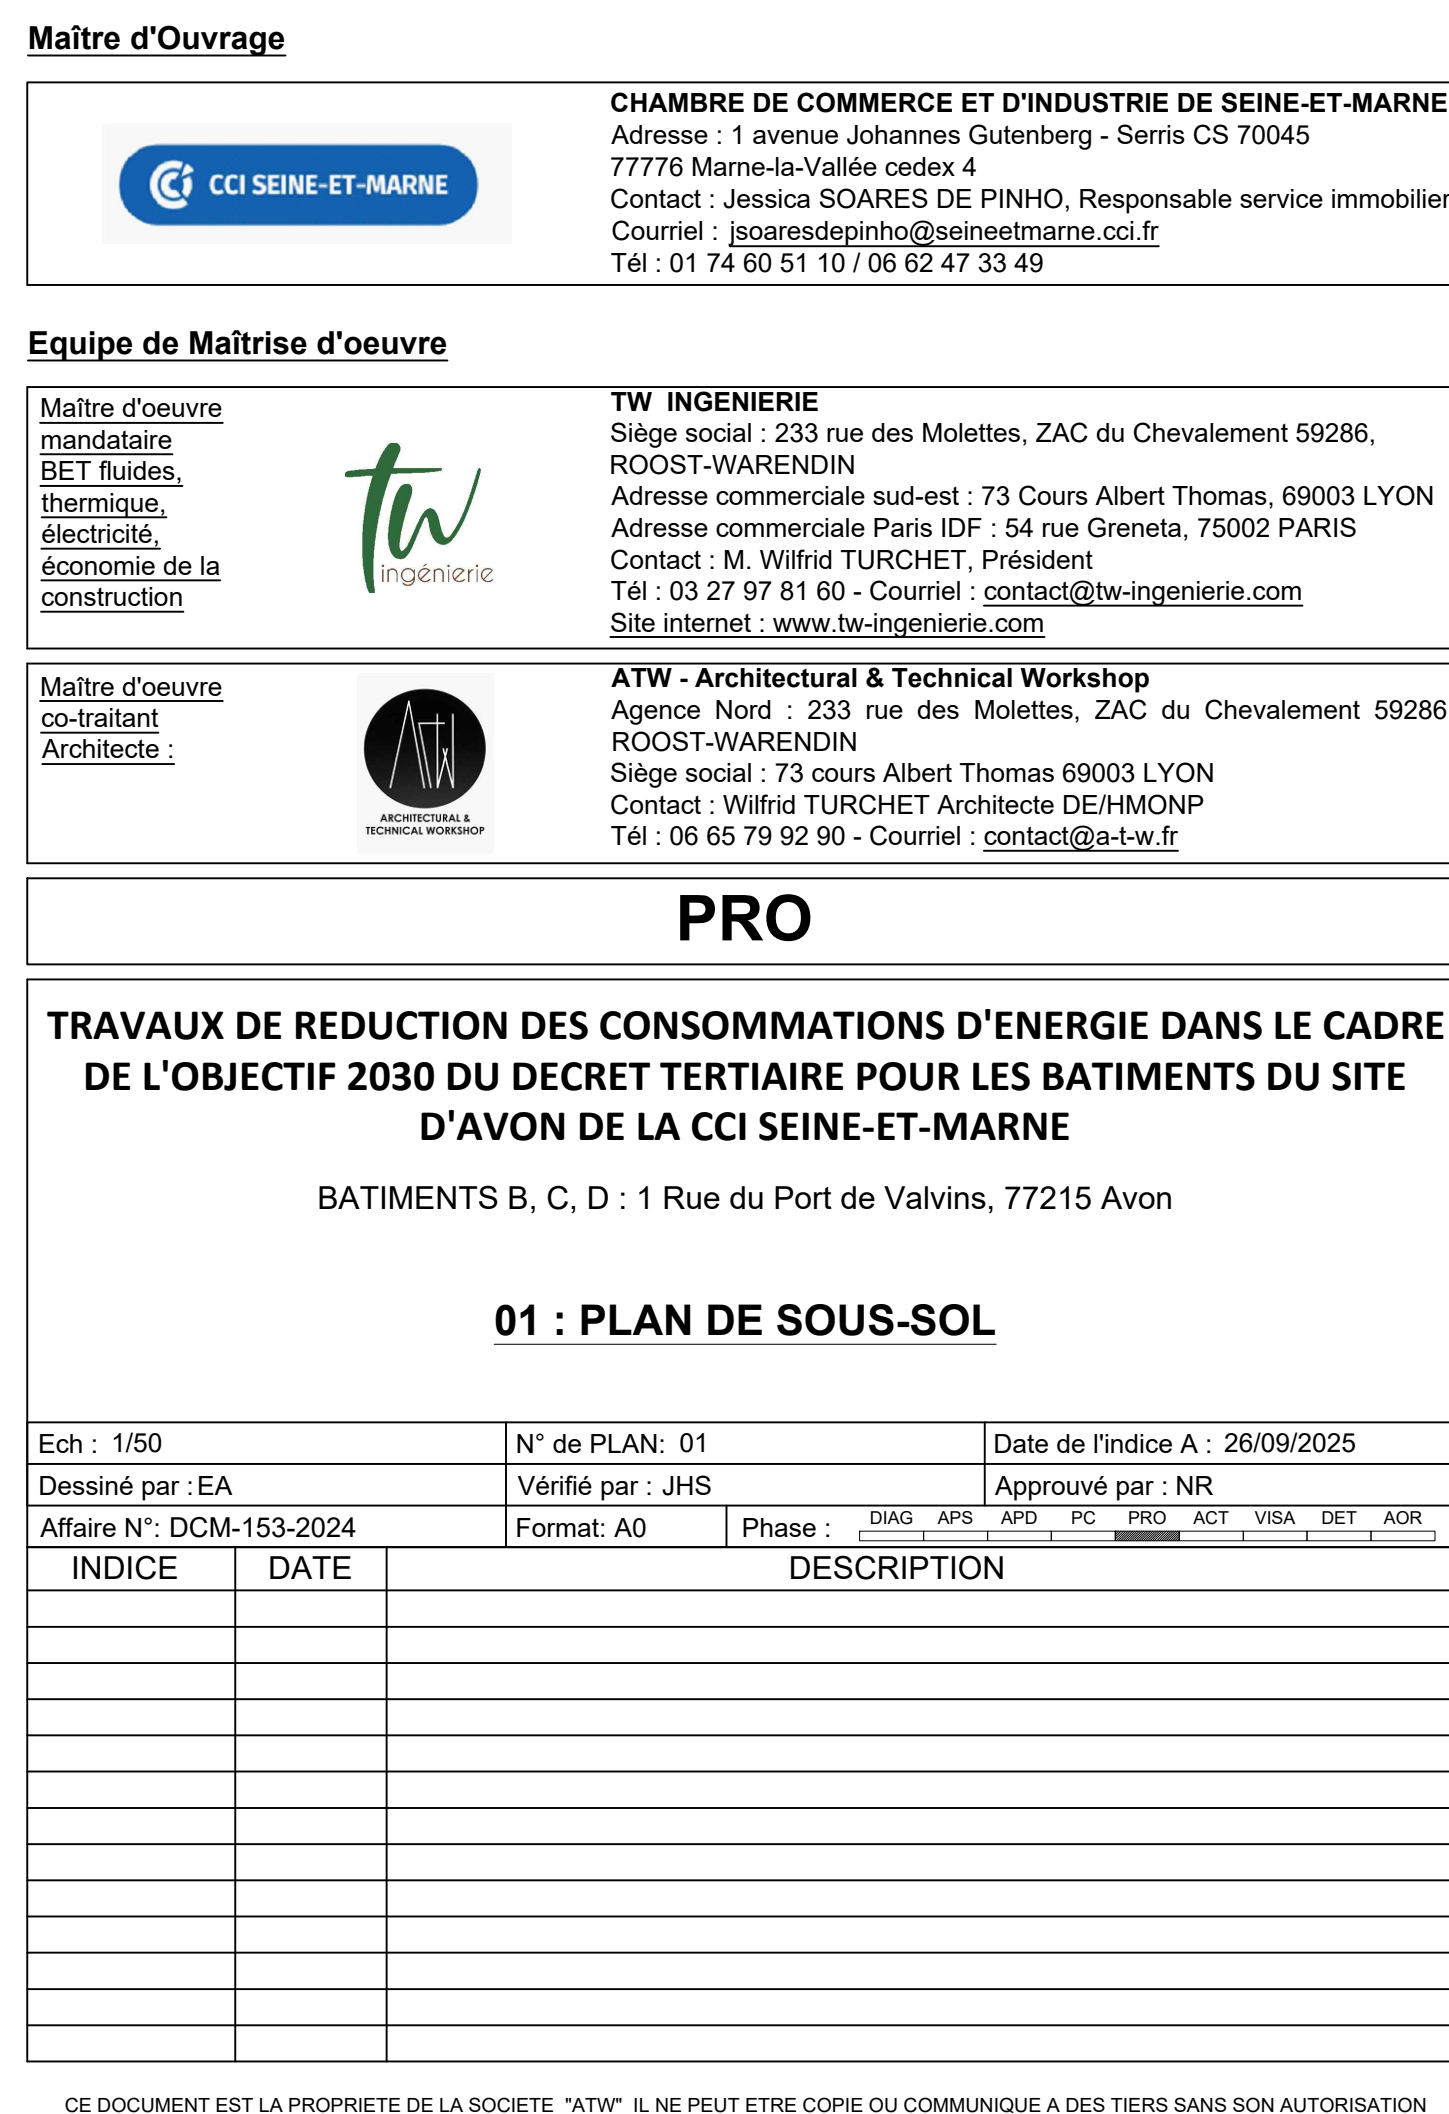 Maître d'Ouvrage
CCI SEINE-ET-MARNE
CHAMBRE DE COMMERCE ET D'INDUSTRIE DE SEINE-ET-MARNE
Adresse : 1 avenue Johannes Gutenberg - Serris CS 70045
77776 Marne-la-Vallée cedex 4
Contact : Jessica SOARES DE PINHO, Responsable service immobilier
Courriel : jsoaresdepinho@seineetmarne.cci.fr
Tél : 01 74 60 51 10 / 06 62 47 33 49
Equipe de Maîtrise d'oeuvre
Maître d'oeuvre
mandataire
BET fluides,
thermique,
électricité,
économie de la
construction
tw
ingénierie
TW INGENIERIE
Siège social : 233 rue des Molettes, ZAC du Chevalement 59286,
ROOST-WARENDIN
Adresse commerciale sud-est : 73 Cours Albert Thomas, 69003 LYON
Adresse commerciale Paris IDF : 54 rue Greneta, 75002 PARIS
Contact : M. Wilfrid TURCHET, Président
Tél : 03 27 97 81 60 - Courriel : contact@tw-ingenierie.com
Site internet : www.tw-ingenierie.com
Maître d'oeuvre
co-traitant
Architecte :
ATW
ARCHITECTURAL &
TECHNICAL WORKSHOP
ATW - Architectural & Technical Workshop
Agence Nord : 233 rue des Molettes, ZAC du Chevalement 59286
ROOST-WARENDIN
Siège social : 73 cours Albert Thomas 69003 LYON
Contact : Wilfrid TURCHET Architecte DE/HMONP
Tél : 06 65 79 92 90 - Courriel : contact@a-t-w.fr
PRO
TRAVAUX DE REDUCTION DES CONSOMMATIONS D'ENERGIE DANS LE CADRE
DE L'OBJECTIF 2030 DU DECRET TERTIAIRE POUR LES BATIMENTS DU SITE
D'AVON DE LA CCI SEINE-ET-MARNE
BATIMENTS B, C, D : 1 Rue du Port de Valvins, 77215 Avon
01 : PLAN DE SOUS-SOL
Ech : 1/50 N° de PLAN: 01 Date de l'indice A : 26/09/2025
Dessiné par : EA Vérifié par : JHS Approuvé par : NR
Affaire N°: DCM-153-2024 Format: A0 Phase : DIAG APS APD PC PRO ACT VISA DET AOR
INDICE DATE DESCRIPTION
CE DOCUMENT EST LA PROPRIETE DE LA SOCIETE "ATW" IL NE PEUT ETRE COPIE OU COMMUNIQUE A DES TIERS SANS SON AUTORISATION